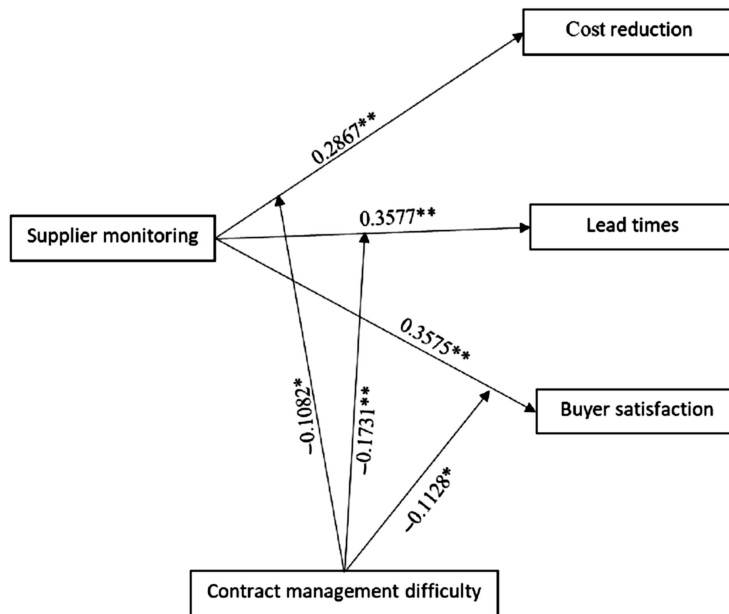 Cost reduction
0.2867**
0.3577**
Lead times
Supplier monitoring
0.3575**
Buyer satisfaction
−0.1082*
−0.1731**
−0.1128*
Contract management difficulty